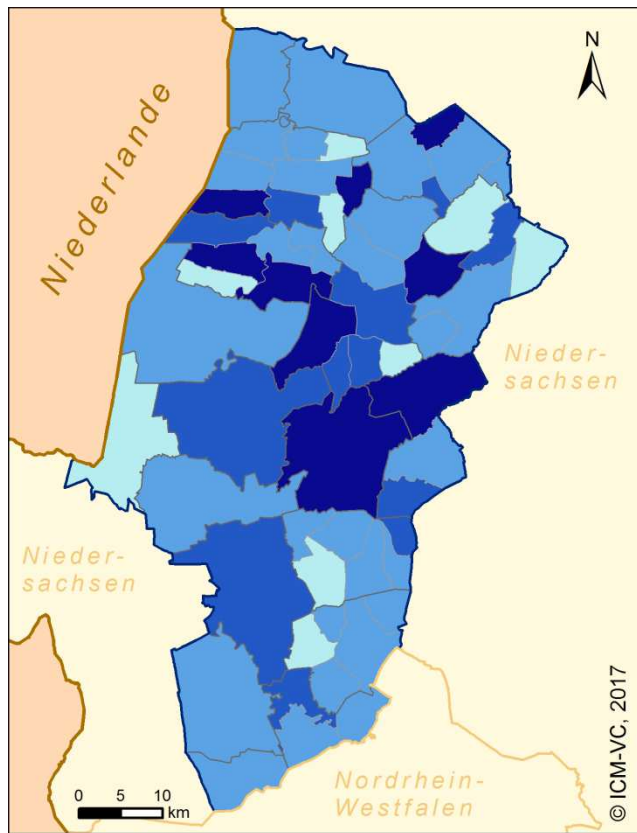 N
Niederlande
Nieder-
sachsen
Nieder-
sachsen
0 5 10
km
Nordrhein-
Westfalen
© ICM-VC, 2017